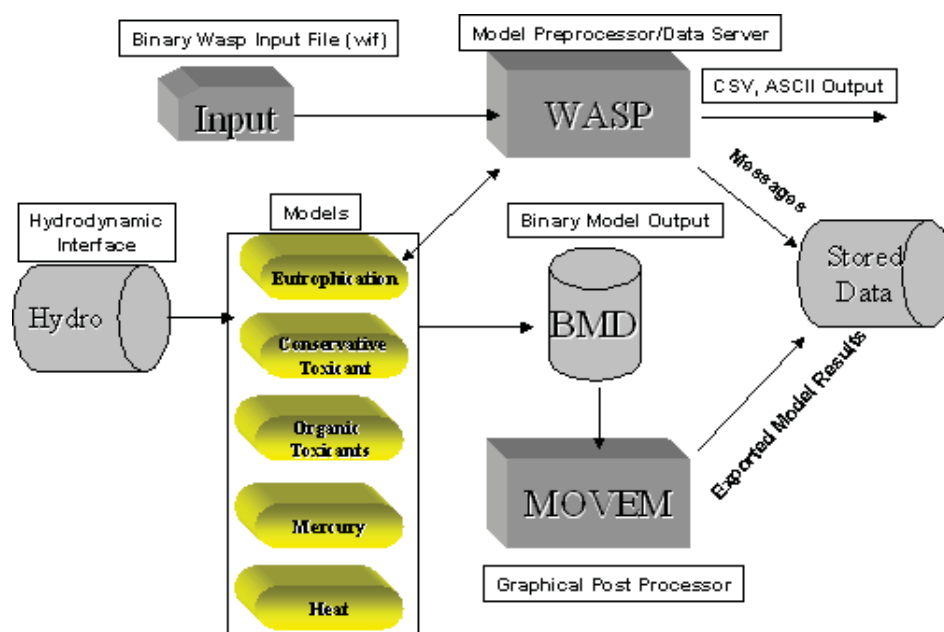 Binary Wasp Input File (wif)
Model Preprocessor/Data Server
Input
WASP
CSV, ASCII Output
Messages
Hydrodynamic
Interface
Models
Binary Model Output
Hydro
Eutrophication
Conservative
Toxicant
Organic
Toxicants
Mercury
Heat
BMD
Stored
Data
Exported Model Results
MOVEM
Graphical Post Processor